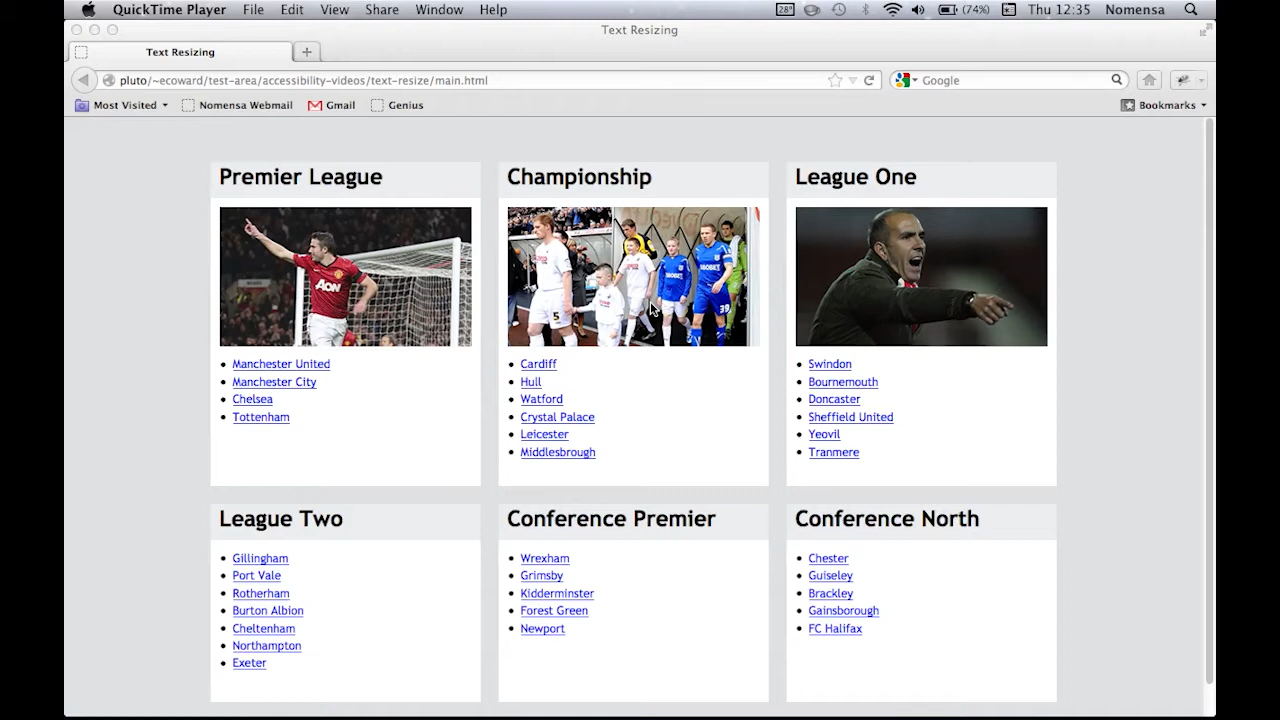 QuickTime Player File Edit View Share Window Help 28° (74%) Thu 12:35 Nomensa
Text Resizing
Text Resizing
pluto/~ecoward/test-area/accessibility-videos/text-resize/main.html Google
Most Visited Nomensa Webmail Gmail Genius Bookmarks
Premier League
AON
Manchester United
Manchester City
Chelsea
Tottenham
Championship
5
39
Cardiff
Hull
Watford
Crystal Palace
Leicester
Middlesbrough
League One
Swindon
Bournemouth
Doncaster
Sheffield United
Yeovil
Tranmere
League Two
Gillingham
Port Vale
Rotherham
Burton Albion
Cheltenham
Northampton
Exeter
Conference Premier
Wrexham
Grimsby
Kidderminster
Forest Green
Newport
Conference North
Chester
Guiseley
Brackley
Gainsborough
FC Halifax